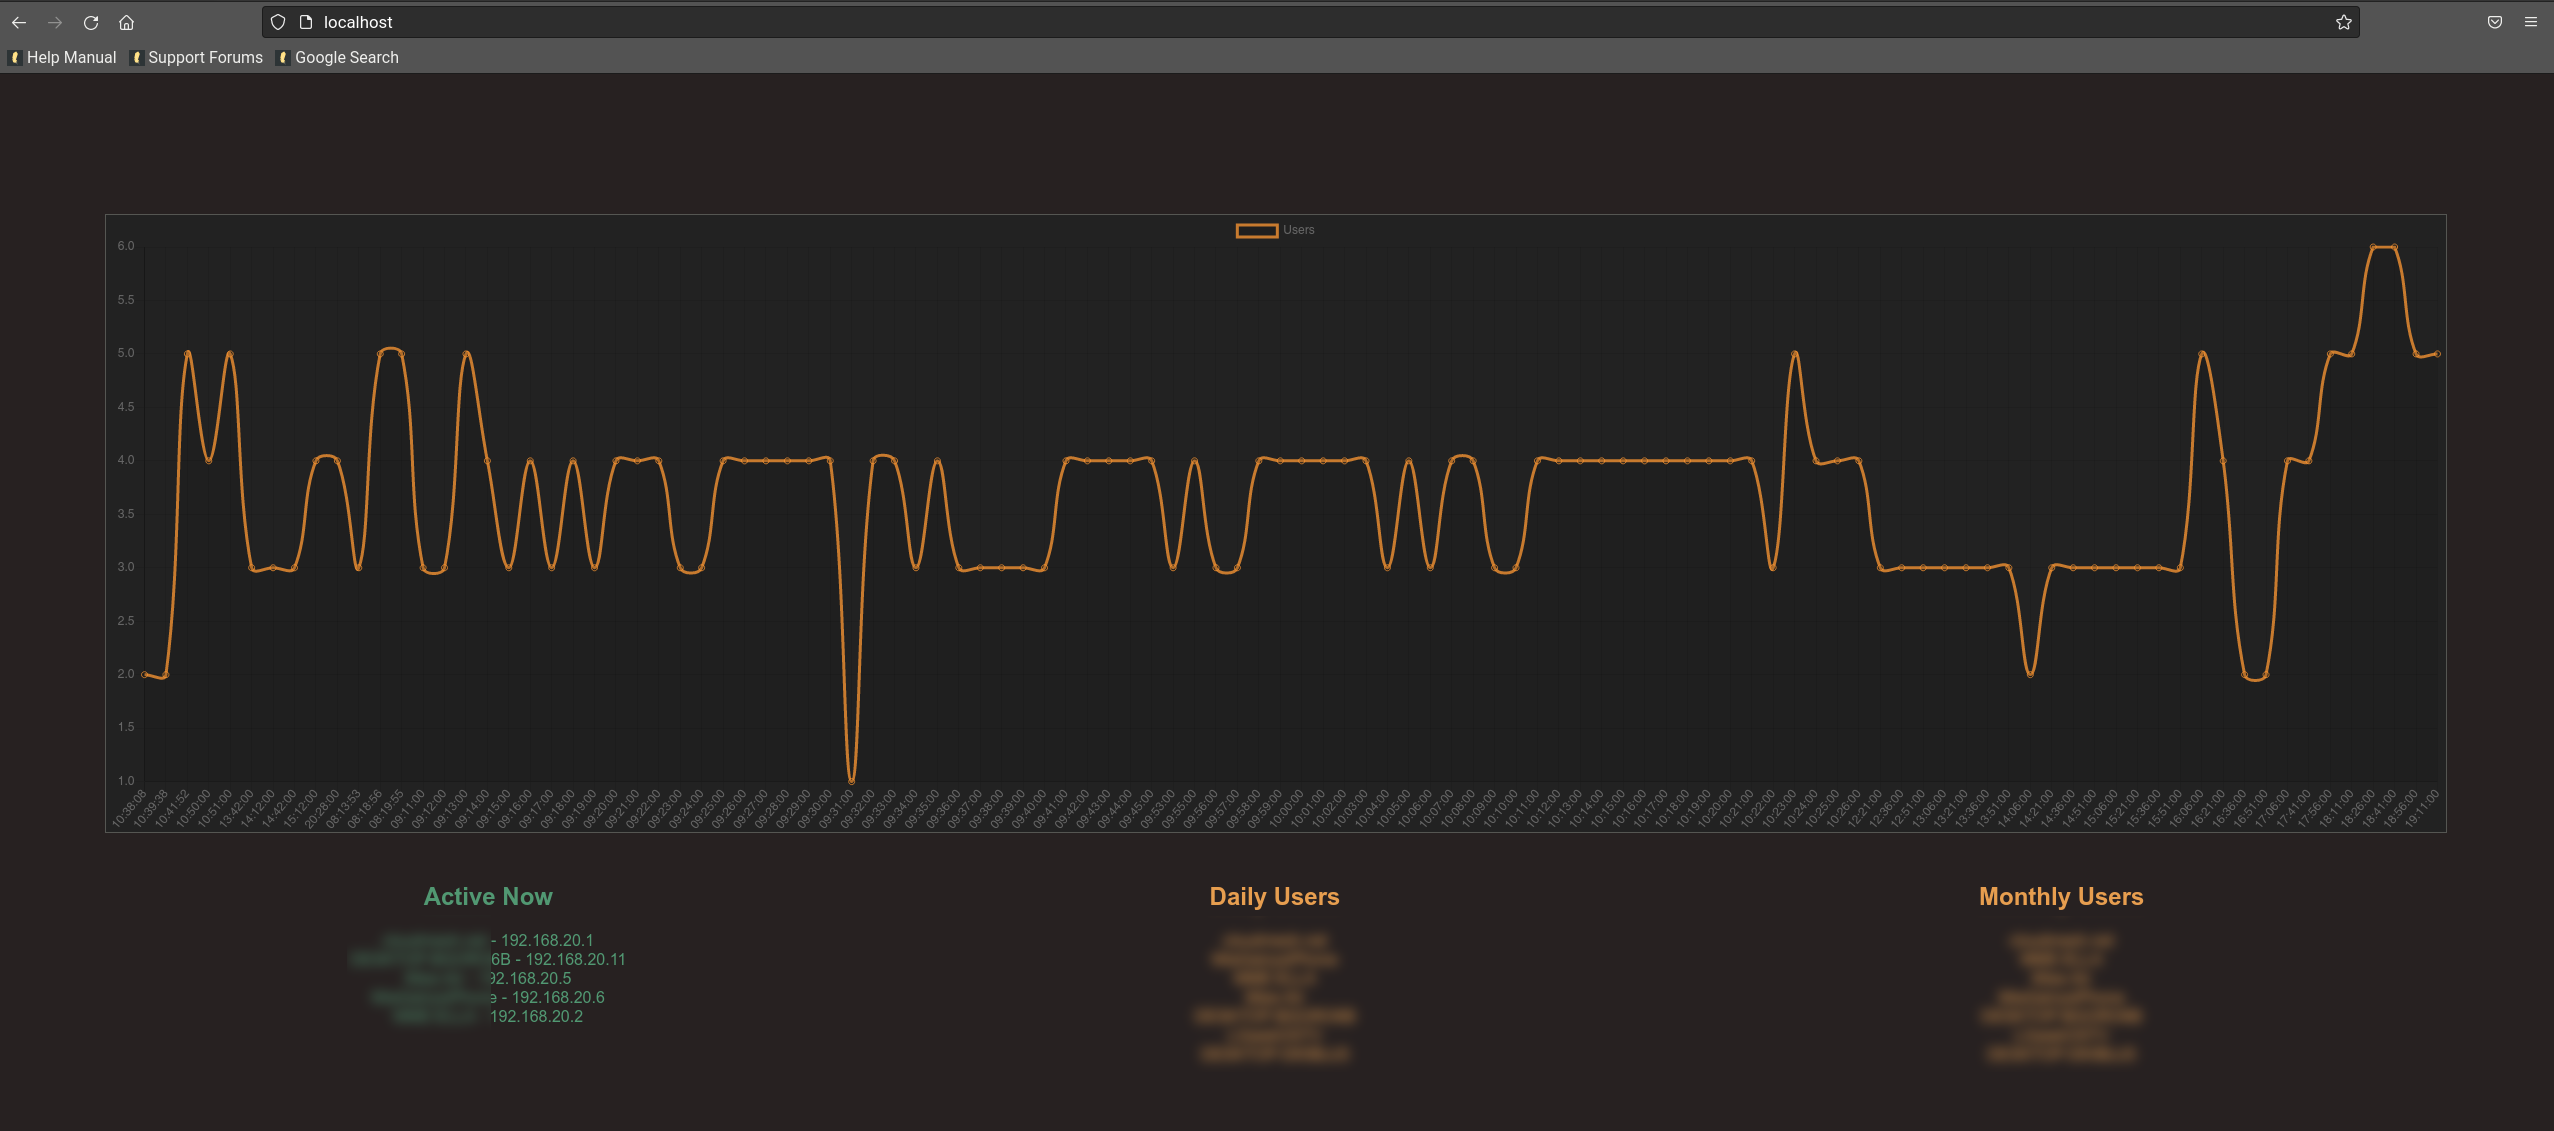 localhost
Help Manual Support Forums Google Search
Users
6.0
5.5
5.0
4.5
4.0
3.5
3.0
2.5
2.0
1.5
1.0
10:38:08 10:39:38 10:41:52 10:50:00 10:51:00 13:42:00 14:12:00 14:42:00 15:12:00 20:28:00 08:13:53 08:18:56 08:19:55 09:11:00 09:12:00 09:13:00 09:14:00 09:15:00 09:16:00 09:17:00 09:18:00 09:19:00 09:20:00 09:21:00 09:22:00 09:23:00 09:24:00 09:25:00 09:26:00 09:27:00 09:28:00 09:29:00 09:30:00 09:31:00 09:32:00 09:33:00 09:34:00 09:35:00 09:36:00 09:37:00 09:38:00 09:39:00 09:40:00 09:41:00 09:42:00 09:43:00 09:44:00 09:45:00 09:53:00 09:55:00 09:56:00 09:57:00 09:58:00 09:59:00 10:00:00 10:01:00 10:02:00 10:03:00 10:04:00 10:05:00 10:06:00 10:07:00 10:08:00 10:09:00 10:10:00 10:11:00 10:12:00 10:13:00 10:14:00 10:15:00 10:16:00 10:17:00 10:18:00 10:19:00 10:20:00 10:21:00 10:22:00 10:23:00 10:24:00 10:25:00 10:26:00 12:21:00 12:36:00 12:51:00 13:06:00 13:21:00 13:36:00 13:51:00 14:06:00 14:21:00 14:36:00 14:51:00 15:06:00 15:21:00 15:36:00 15:51:00 16:06:00 16:21:00 16:36:00 16:51:00 17:06:00 17:41:00 17:56:00 18:11:00 18:26:00 18:41:00 18:56:00 19:11:00
Active Now Daily Users Monthly Users
- 192.168.20.1
6B - 192.168.20.11
92.168.20.5
e - 192.168.20.6
192.168.20.2